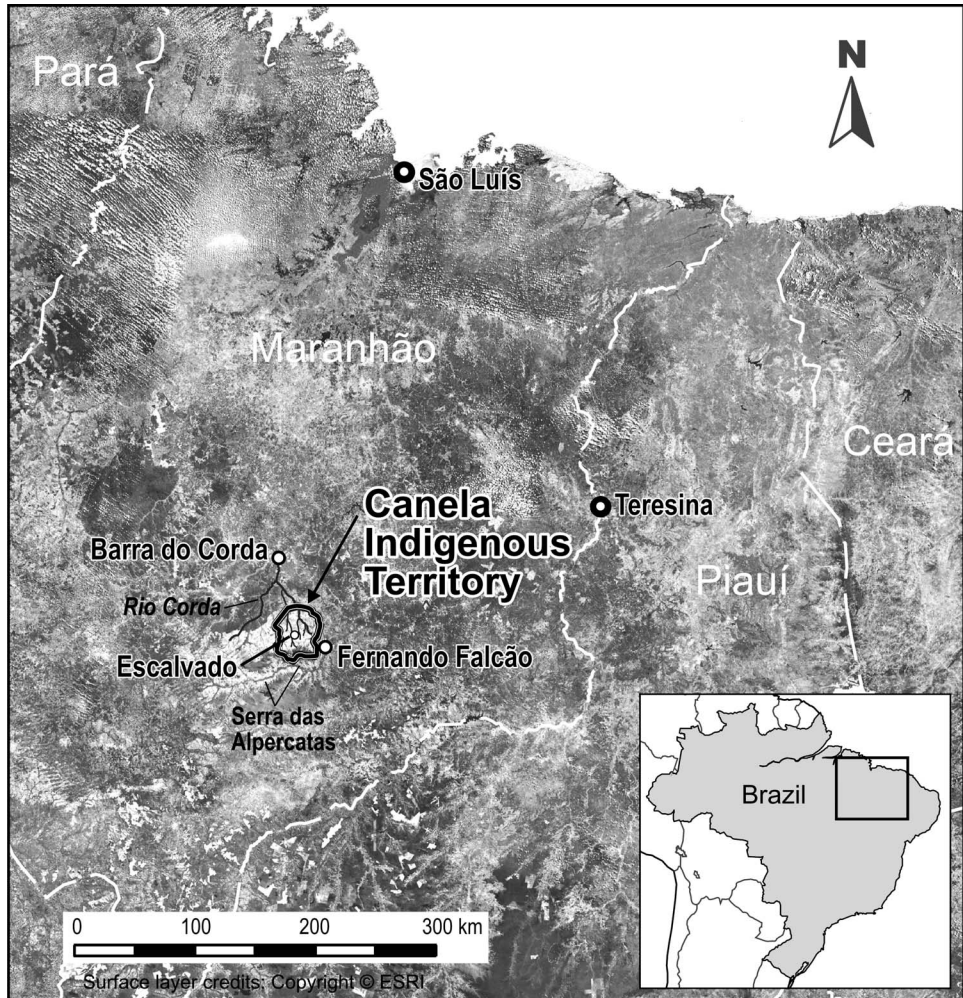 Pará
N
São Luís
Maranhão
Ceará
Canela
Indigenous
Territory
Teresina
Barra do Corda
Piauí
Rio Corda
Escalvado
Fernando Falcão
Serra das
Alpercatas
Brazil
0 100 200 300 km
Surface layer credits: Copyright © ESRI